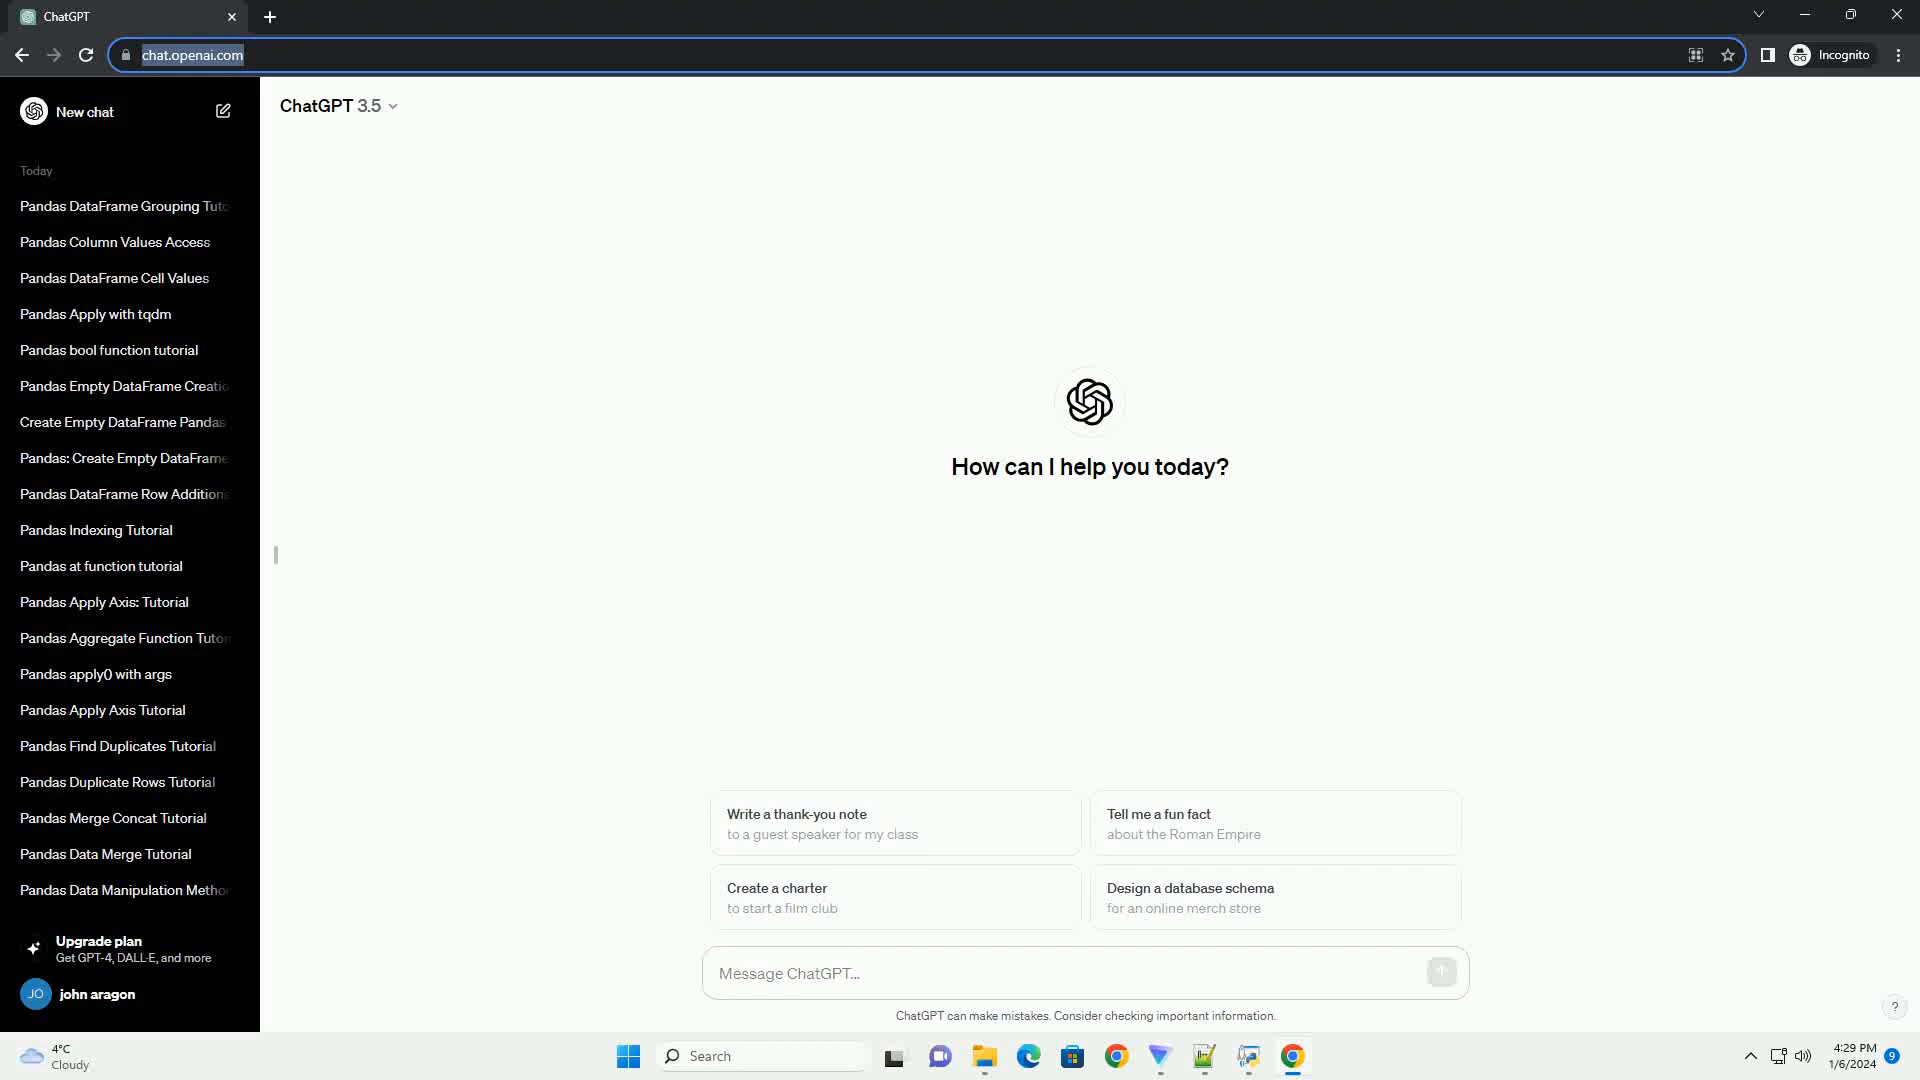 ChatGPT
chat.openai.com
Incognito
New chat
ChatGPT 3.5
Today
Pandas DataFrame Grouping Tuto
Pandas Column Values Access
Pandas DataFrame Cell Values
Pandas Apply with tqdm
Pandas bool function tutorial
Pandas Empty DataFrame Creatio
Create Empty DataFrame Pandas
Pandas: Create Empty DataFrame
Pandas DataFrame Row Addition
Pandas Indexing Tutorial
Pandas at function tutorial
Pandas Apply Axis: Tutorial
Pandas Aggregate Function Tutor
Pandas apply() with args
Pandas Apply Axis Tutorial
Pandas Find Duplicates Tutorial
Pandas Duplicate Rows Tutorial
Pandas Merge Concat Tutorial
Pandas Data Merge Tutorial
Pandas Data Manipulation Metho
Upgrade plan
Get GPT-4, DALL·E, and more
JO
john aragon
How can I help you today?
Write a thank-you note
to a guest speaker for my class
Tell me a fun fact
about the Roman Empire
Create a charter
to start a film club
Design a database schema
for an online merch store
Message ChatGPT...
ChatGPT can make mistakes. Consider checking important information.
?
4°C
Cloudy
Search
4:29 PM
1/6/2024
9